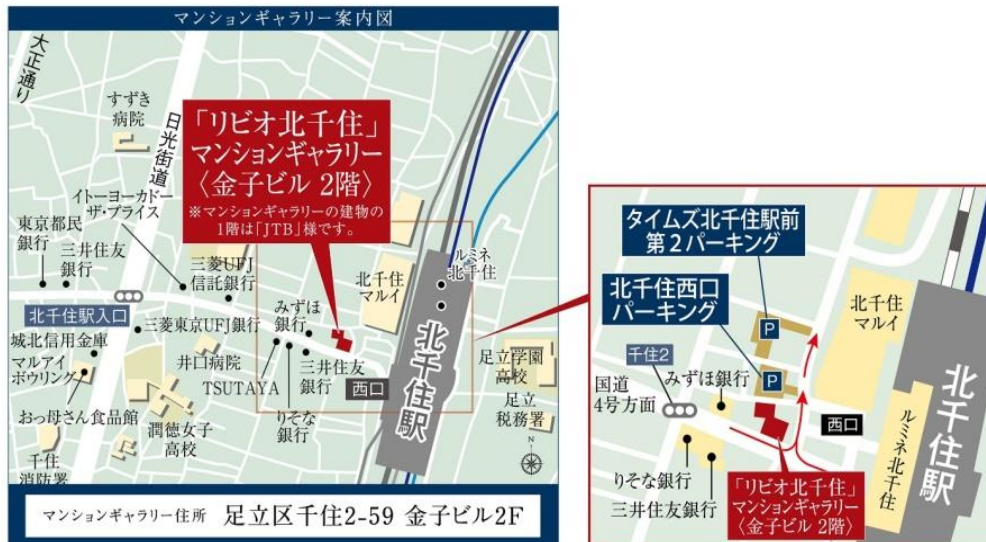 マンションギャラリー案内図
大正通り
すずき
病院
日光街道
「リビオ北千住」
マンションギャラリー
〈金子ビル 2階〉
※マンションギャラリーの建物の
1階は「JTB」様です。
イトーヨーカドー
ザ・プライス
東京都民
銀行
三井住友
銀行
三菱UFJ
信託銀行
北千住
マルイ
ルミネ
北千住
北千住駅入口
みずほ
銀行
三菱東京UFJ銀行
城北信用金庫
マルアイ
ボウリング
井口病院
TSUTAYA
三井住友
銀行
西口
北千住駅
足立学園
高校
おっ母さん食品館
りそな
銀行
潤徳女子
高校
足立
税務署
千住
消防署
N
マンションギャラリー住所 足立区千住2-59 金子ビル2F
タイムズ北千住駅前
第2パーキング
北千住西口
パーキング
P
P
北千住
マルイ
千住2
国道
4号方面
みずほ銀行
西口
北千住駅
ルミネ北千住
りそな銀行
三井住友銀行
「リビオ北千住」
マンションギャラリー
〈金子ビル 2階〉